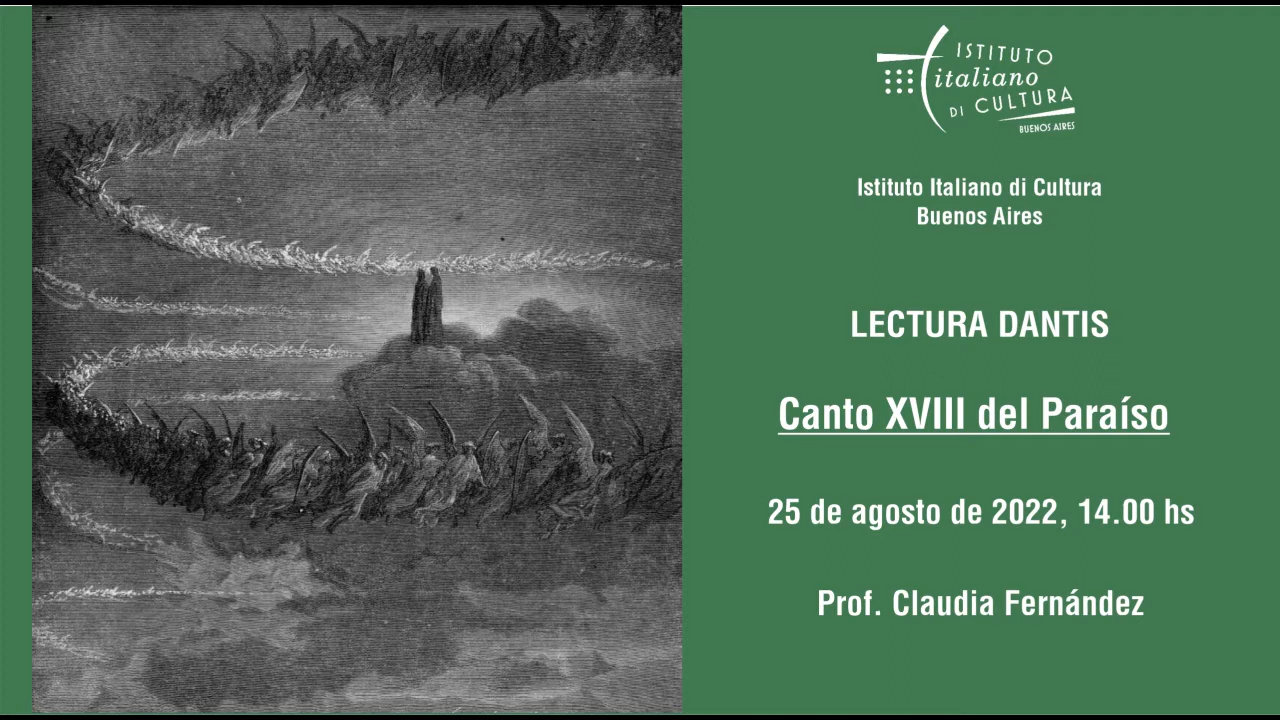 ISTITUTO
italiano
DI CULTURA
BUENOS AIRES
Istituto Italiano di Cultura
Buenos Aires
LECTURA DANTIS
Canto XVIII del Paraíso
25 de agosto de 2022, 14.00 hs
Prof. Claudia Fernández